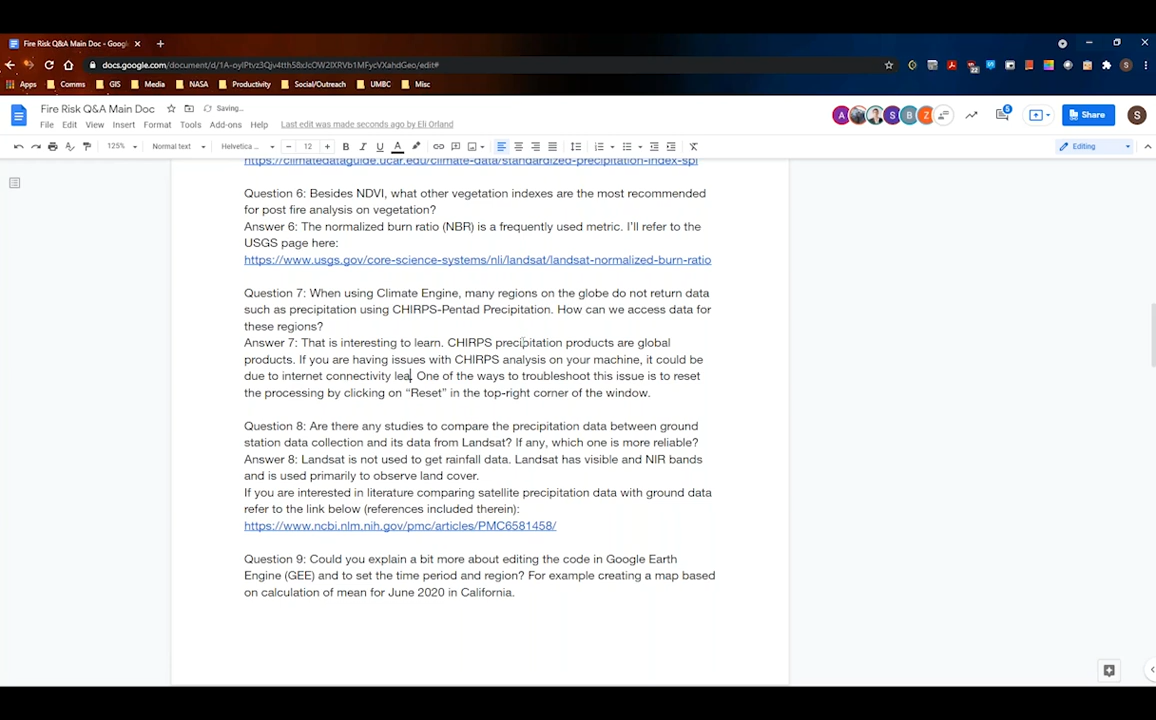 Fire Risk Q&A Main Doc - Googl
docs.google.com/document/d/
Apps Comms GIS Media NASA Productivity Social/Outreach UMBC Misc
Fire Risk Q&A Main Doc Saving...
File Edit View Insert Format Tools Add-ons Help Last edit was made seconds ago by Eli Orland
A S B Z Share S
125% Normal text Helvetica ... 12 B I U A Editing
https://climatedataguide.ucar.edu/climate-data/standardized-precipitation-index-spi
Question 6: Besides NDVI, what other vegetation indexes are the most recommended
for post fire analysis on vegetation?
Answer 6: The normalized burn ratio (NBR) is a frequently used metric. I'll refer to the
USGS page here:
https://www.usgs.gov/core-science-systems/nli/landsat/landsat-normalized-burn-ratio
Question 7: When using Climate Engine, many regions on the globe do not return data
such as precipitation using CHIRPS-Pentad Precipitation. How can we access data for
these regions?
Answer 7: That is interesting to learn. CHIRPS precipitation products are global
products. If you are having issues with CHIRPS analysis on your machine, it could be
due to internet connectivity lea. One of the ways to troubleshoot this issue is to reset
the processing by clicking on “Reset” in the top-right corner of the window.
Question 8: Are there any studies to compare the precipitation data between ground
station data collection and its data from Landsat? If any, which one is more reliable?
Answer 8: Landsat is not used to get rainfall data. Landsat has visible and NIR bands
and is used primarily to observe land cover.
If you are interested in literature comparing satellite precipitation data with ground data
refer to the link below (references included therein):
https://www.ncbi.nlm.nih.gov/pmc/articles/PMC6581458/
Question 9: Could you explain a bit more about editing the code in Google Earth
Engine (GEE) and to set the time period and region? For example creating a map based
on calculation of mean for June 2020 in California.